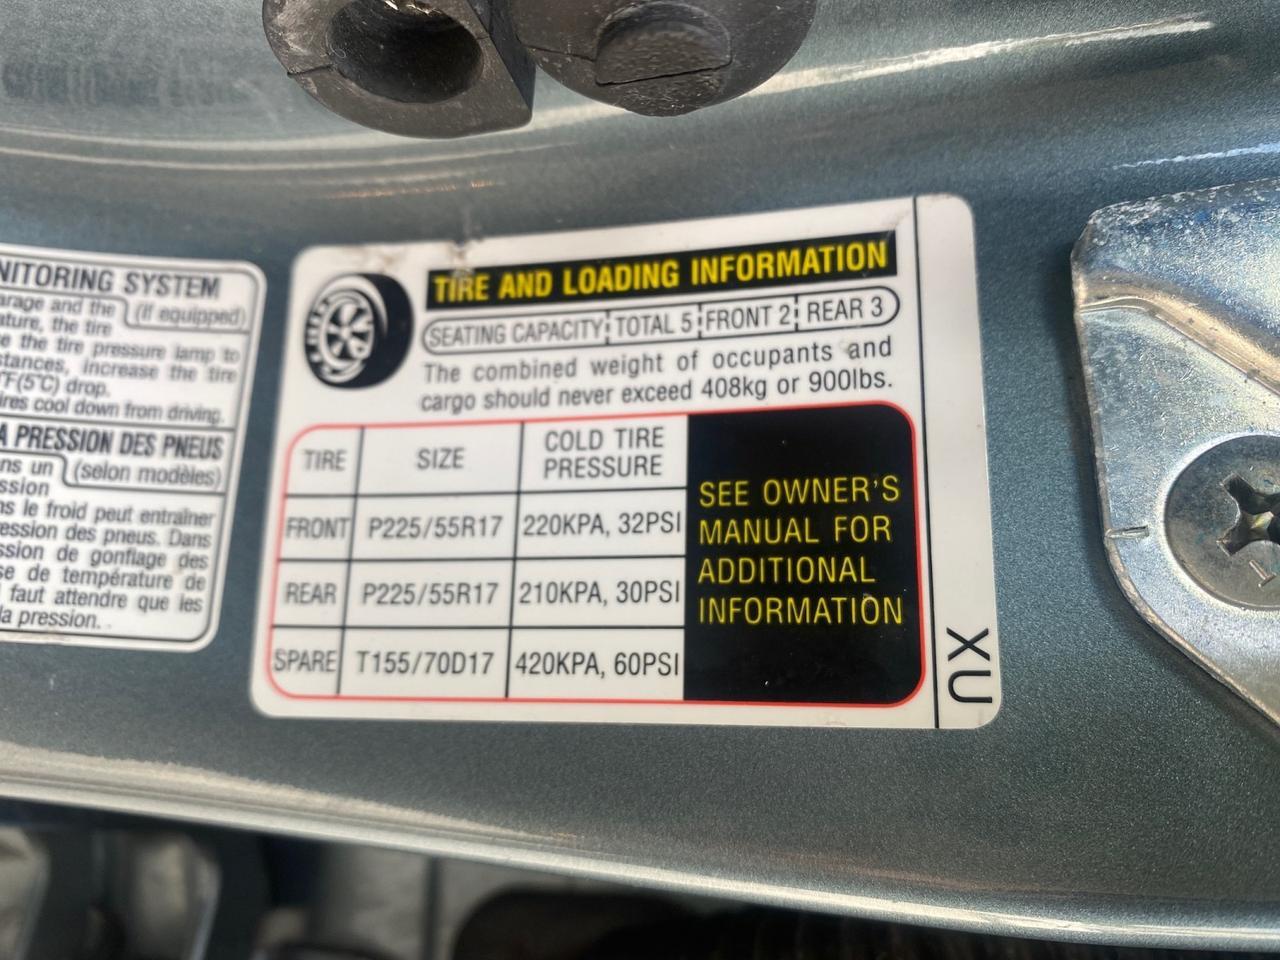 NITORING SYSTEM
arage and the (If equipped)
ature, the tire
e the tire pressure lamp to
stances, increase the tire
°F(5°C) drop.
ires cool down from driving.
A PRESSION DES PNEUS
ns un (selon modèles)
ssion
ns le froid peut entraîner
ression des pneus. Dans
ssion de gonflage des
se de température de
faut attendre que les
la pression.
TIRE AND LOADING INFORMATION
SEATING CAPACITY TOTAL 5 FRONT 2 REAR 3
The combined weight of occupants and
cargo should never exceed 408kg or 900lbs.
TIRE SIZE COLD TIRE PRESSURE
FRONT P225/55R17 220KPA, 32PSI
REAR P225/55R17 210KPA, 30PSI
SPARE T155/70D17 420KPA, 60PSI
SEE OWNER'S
MANUAL FOR
ADDITIONAL
INFORMATION
XU